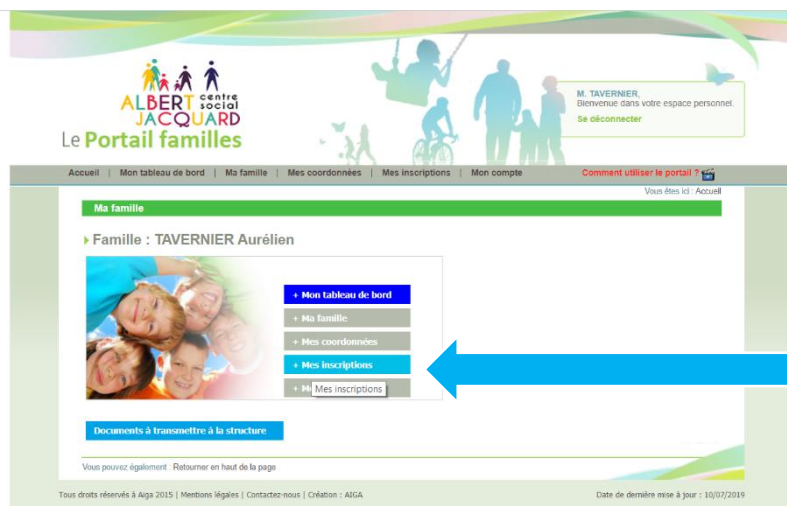 ALBERT centre
social
JACQUARD
Le Portail familles
M. TAVERNIER,
Bienvenue dans votre espace personnel.
Se déconnecter
Accueil | Mon tableau de bord | Ma famille | Mes coordonnées | Mes inscriptions | Mon compte
Comment utiliser le portail ?
Vous êtes ici : Accueil
Ma famille
Famille : TAVERNIER Aurélien
+ Mon tableau de bord
+ Ma famille
+ Mes coordonnées
+ Mes inscriptions
Mes inscriptions
Documents à transmettre à la structure
Vous pouvez également : Retourner en haut de la page
Tous droits réservés à Aiga 2015 | Mentions légales | Contactez-nous | Création : AIGA
Date de dernière mise à jour : 10/07/2019